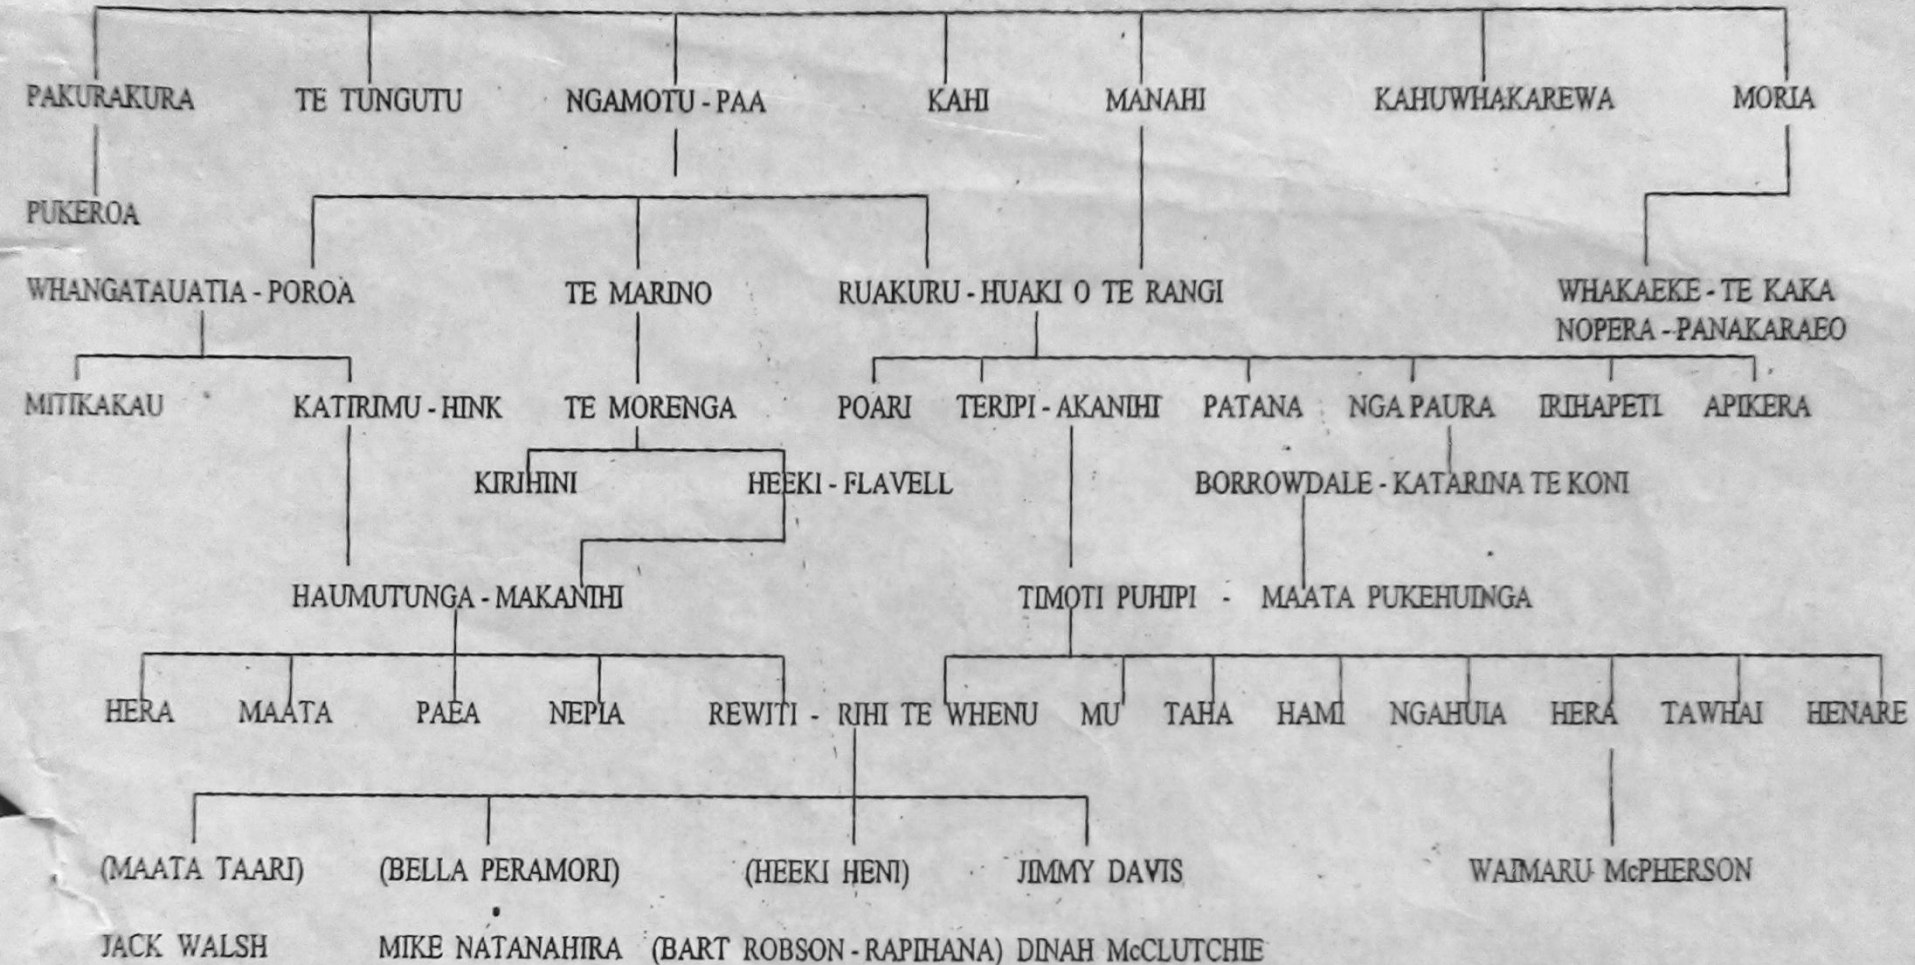 PAKURAKURA TE TUNGUTU NGAMOTU - PAA KAHI MANAHI KAHUWHAKAREWA MORIA
PUKEROA
WHANGATAUATIA - POROA TE MARINO RUAKURU - HUAKI O TE RANGI WHAKAEKE - TE KAKA
NOPERA - PANAKARAEO
MITIKAKAU KATIRIMU - HINK TE MORENGA POARI TERIPI - AKANIHI PATANA NGA PAURA IRIHAPETI APIKERA
KIRIHINI HEEKI - FLAVELL BORROWDALE - KATARINA TE KONI
HAUMUTUNGA - MAKANIHI TIMOTI PUHIPI - MAATA PUKEHUINGA
HERA MAATA PAEA NEPIA REWITI - RIHI TE WHENU MU TAHA HAMI NGAHUIA HERA TAWHAI HENARE
(MAATA TAARI) (BELLA PERAMORI) (HEEKI HENI) JIMMY DAVIS WAIMARU McPHERSON
JACK WALSH MIKE NATANAHIRA (BART ROBSON - RAPIHANA) DINAH McCLUTCHIE